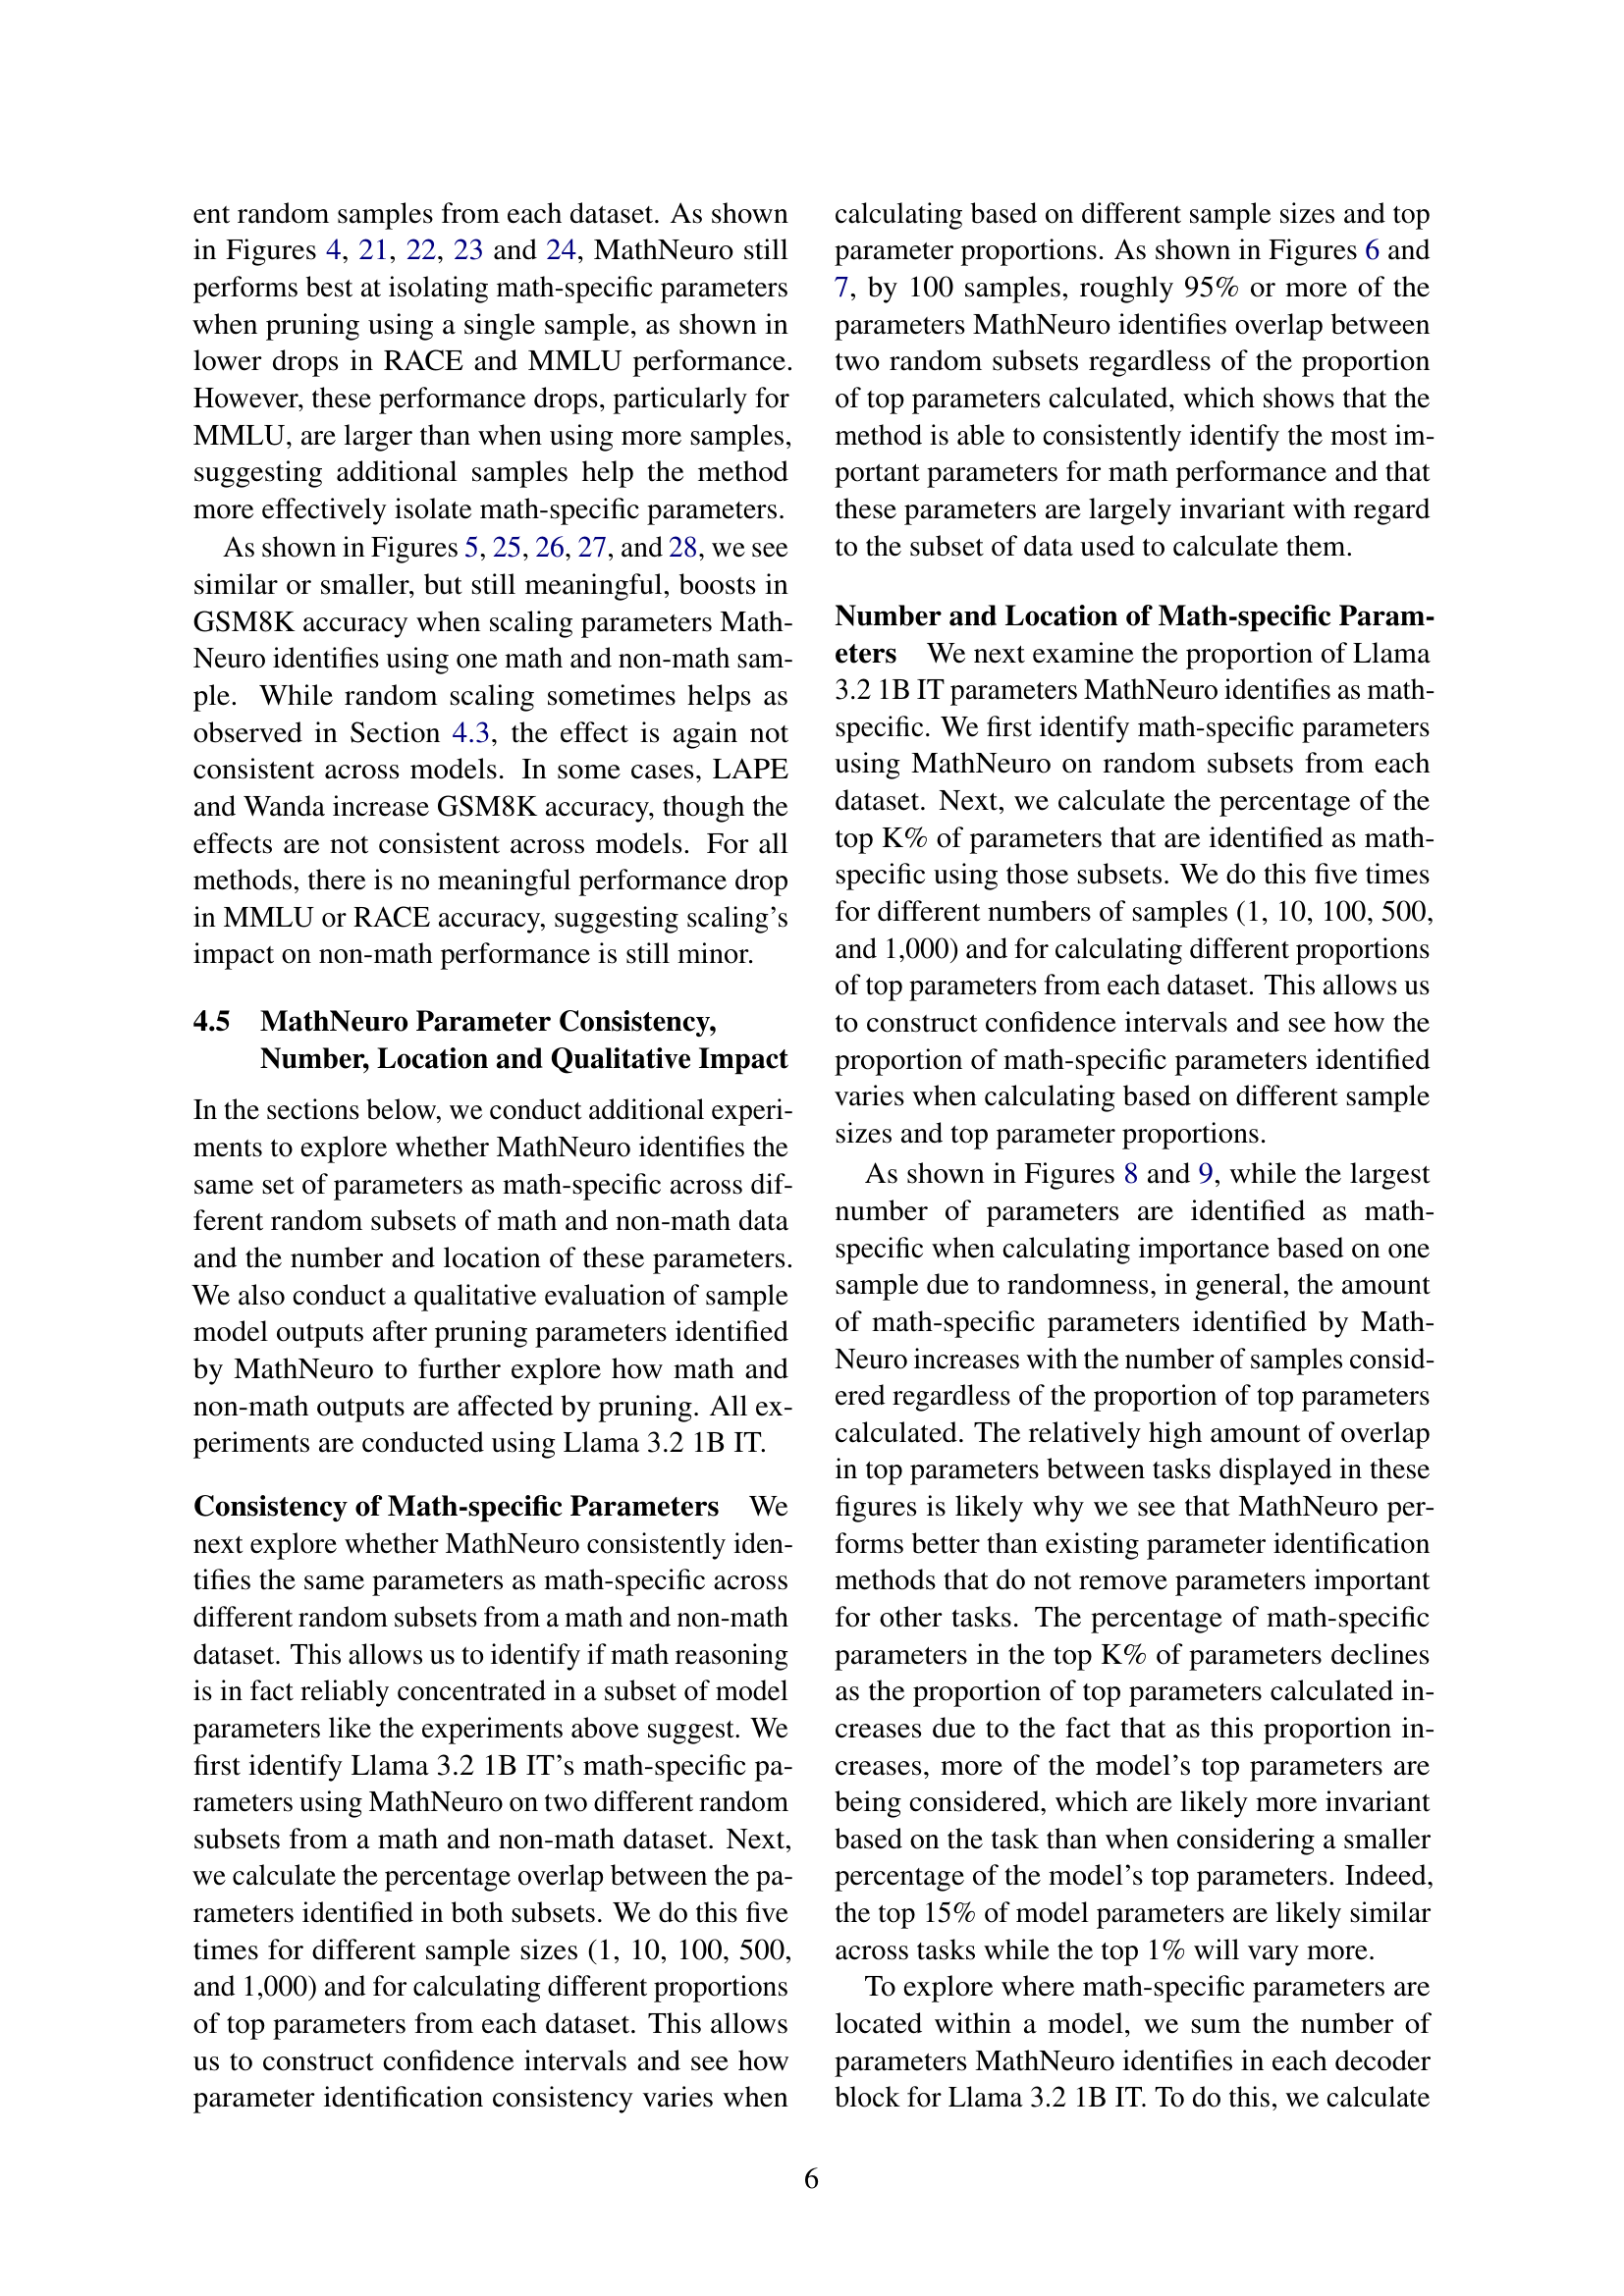 ent random samples from each dataset. As shown
in Figures 4, 21, 22, 23 and 24, MathNeuro still
performs best at isolating math-specific parameters
when pruning using a single sample, as shown in
lower drops in RACE and MMLU performance.
However, these performance drops, particularly for
MMLU, are larger than when using more samples,
suggesting additional samples help the method
more effectively isolate math-specific parameters.
As shown in Figures 5, 25, 26, 27, and 28, we see
similar or smaller, but still meaningful, boosts in
GSM8K accuracy when scaling parameters Math-
Neuro identifies using one math and non-math sam-
ple. While random scaling sometimes helps as
observed in Section 4.3, the effect is again not
consistent across models. In some cases, LAPE
and Wanda increase GSM8K accuracy, though the
effects are not consistent across models. For all
methods, there is no meaningful performance drop
in MMLU or RACE accuracy, suggesting scaling's
impact on non-math performance is still minor.
4.5 MathNeuro Parameter Consistency,
Number, Location and Qualitative Impact
In the sections below, we conduct additional experi-
ments to explore whether MathNeuro identifies the
same set of parameters as math-specific across dif-
ferent random subsets of math and non-math data
and the number and location of these parameters.
We also conduct a qualitative evaluation of sample
model outputs after pruning parameters identified
by MathNeuro to further explore how math and
non-math outputs are affected by pruning. All ex-
periments are conducted using Llama 3.2 1B IT.
Consistency of Math-specific Parameters We
next explore whether MathNeuro consistently iden-
tifies the same parameters as math-specific across
different random subsets from a math and non-math
dataset. This allows us to identify if math reasoning
is in fact reliably concentrated in a subset of model
parameters like the experiments above suggest. We
first identify Llama 3.2 1B IT's math-specific pa-
rameters using MathNeuro on two different random
subsets from a math and non-math dataset. Next,
we calculate the percentage overlap between the pa-
rameters identified in both subsets. We do this five
times for different sample sizes (1, 10, 100, 500,
and 1,000) and for calculating different proportions
of top parameters from each dataset. This allows
us to construct confidence intervals and see how
parameter identification consistency varies when
calculating based on different sample sizes and top
parameter proportions. As shown in Figures 6 and
7, by 100 samples, roughly 95% or more of the
parameters MathNeuro identifies overlap between
two random subsets regardless of the proportion
of top parameters calculated, which shows that the
method is able to consistently identify the most im-
portant parameters for math performance and that
these parameters are largely invariant with regard
to the subset of data used to calculate them.
Number and Location of Math-specific Param-
eters We next examine the proportion of Llama
3.2 1B IT parameters MathNeuro identifies as math-
specific. We first identify math-specific parameters
using MathNeuro on random subsets from each
dataset. Next, we calculate the percentage of the
top K% of parameters that are identified as math-
specific using those subsets. We do this five times
for different numbers of samples (1, 10, 100, 500,
and 1,000) and for calculating different proportions
of top parameters from each dataset. This allows us
to construct confidence intervals and see how the
proportion of math-specific parameters identified
varies when calculating based on different sample
sizes and top parameter proportions.
As shown in Figures 8 and 9, while the largest
number of parameters are identified as math-
specific when calculating importance based on one
sample due to randomness, in general, the amount
of math-specific parameters identified by Math-
Neuro increases with the number of samples consid-
ered regardless of the proportion of top parameters
calculated. The relatively high amount of overlap
in top parameters between tasks displayed in these
figures is likely why we see that MathNeuro per-
forms better than existing parameter identification
methods that do not remove parameters important
for other tasks. The percentage of math-specific
parameters in the top K% of parameters declines
as the proportion of top parameters calculated in-
creases due to the fact that as this proportion in-
creases, more of the model's top parameters are
being considered, which are likely more invariant
based on the task than when considering a smaller
percentage of the model's top parameters. Indeed,
the top 15% of model parameters are likely similar
across tasks while the top 1% will vary more.
To explore where math-specific parameters are
located within a model, we sum the number of
parameters MathNeuro identifies in each decoder
block for Llama 3.2 1B IT. To do this, we calculate
6